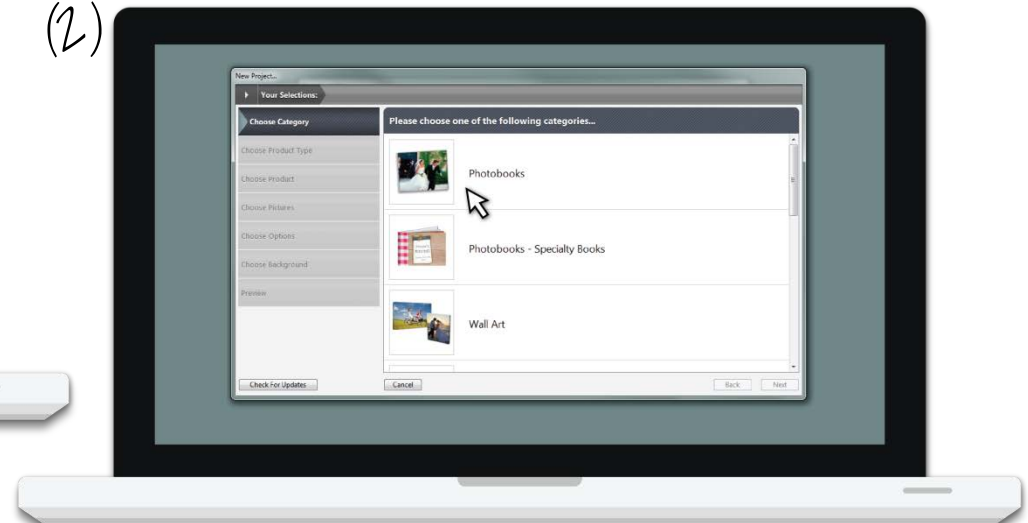 (2)
New Project...
Your Selections:
Choose Category
Please choose one of the following categories...
Choose Product Type
Photobooks
Choose Product
Choose Pictures
Choose Options
Photobooks - Specialty Books
Choose Background
Preview
Wall Art
Check For Updates
Cancel
Back
Next